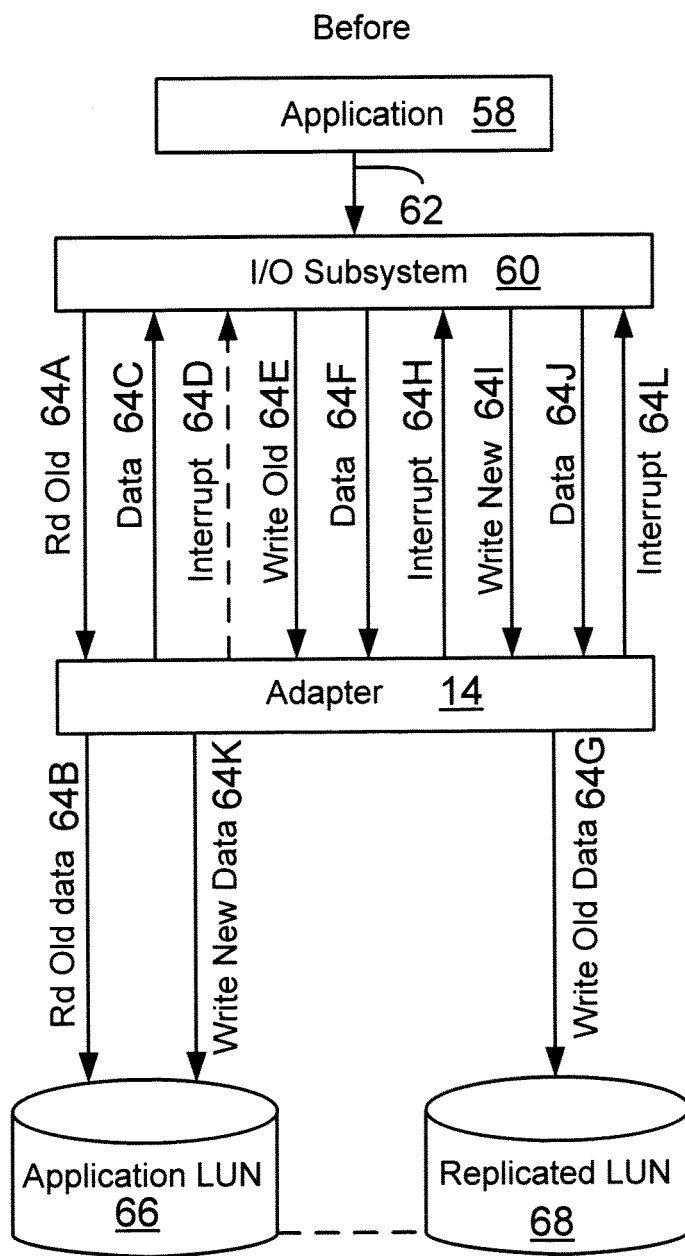 Before
Application 58
62
I/O Subsystem 60
Rd Old 64A
Data 64C
Interrupt 64D
Write Old 64E
Data 64F
Interrupt 64H
Write New 64I
Data 64J
Interrupt 64L
Adapter 14
Rd Old data 64B
Write New Data 64K
Write Old Data 64G
Application LUN
66
Replicated LUN
68